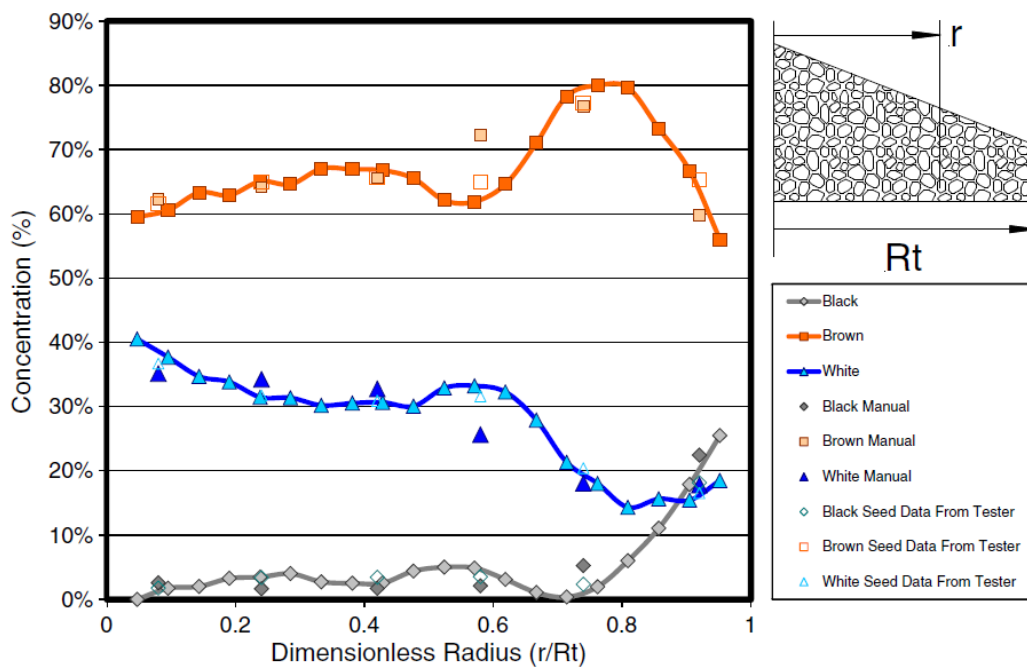 90%
80%
70%
60%
50%
40%
30%
20%
10%
0%
Concentration (%)
0
0.2
0.4
0.6
0.8
1
Dimensionless Radius (r/Rt)
r
Rt
Black
Brown
White
Black Manual
Brown Manual
White Manual
Black Seed Data From Tester
Brown Seed Data From Tester
White Seed Data From Tester